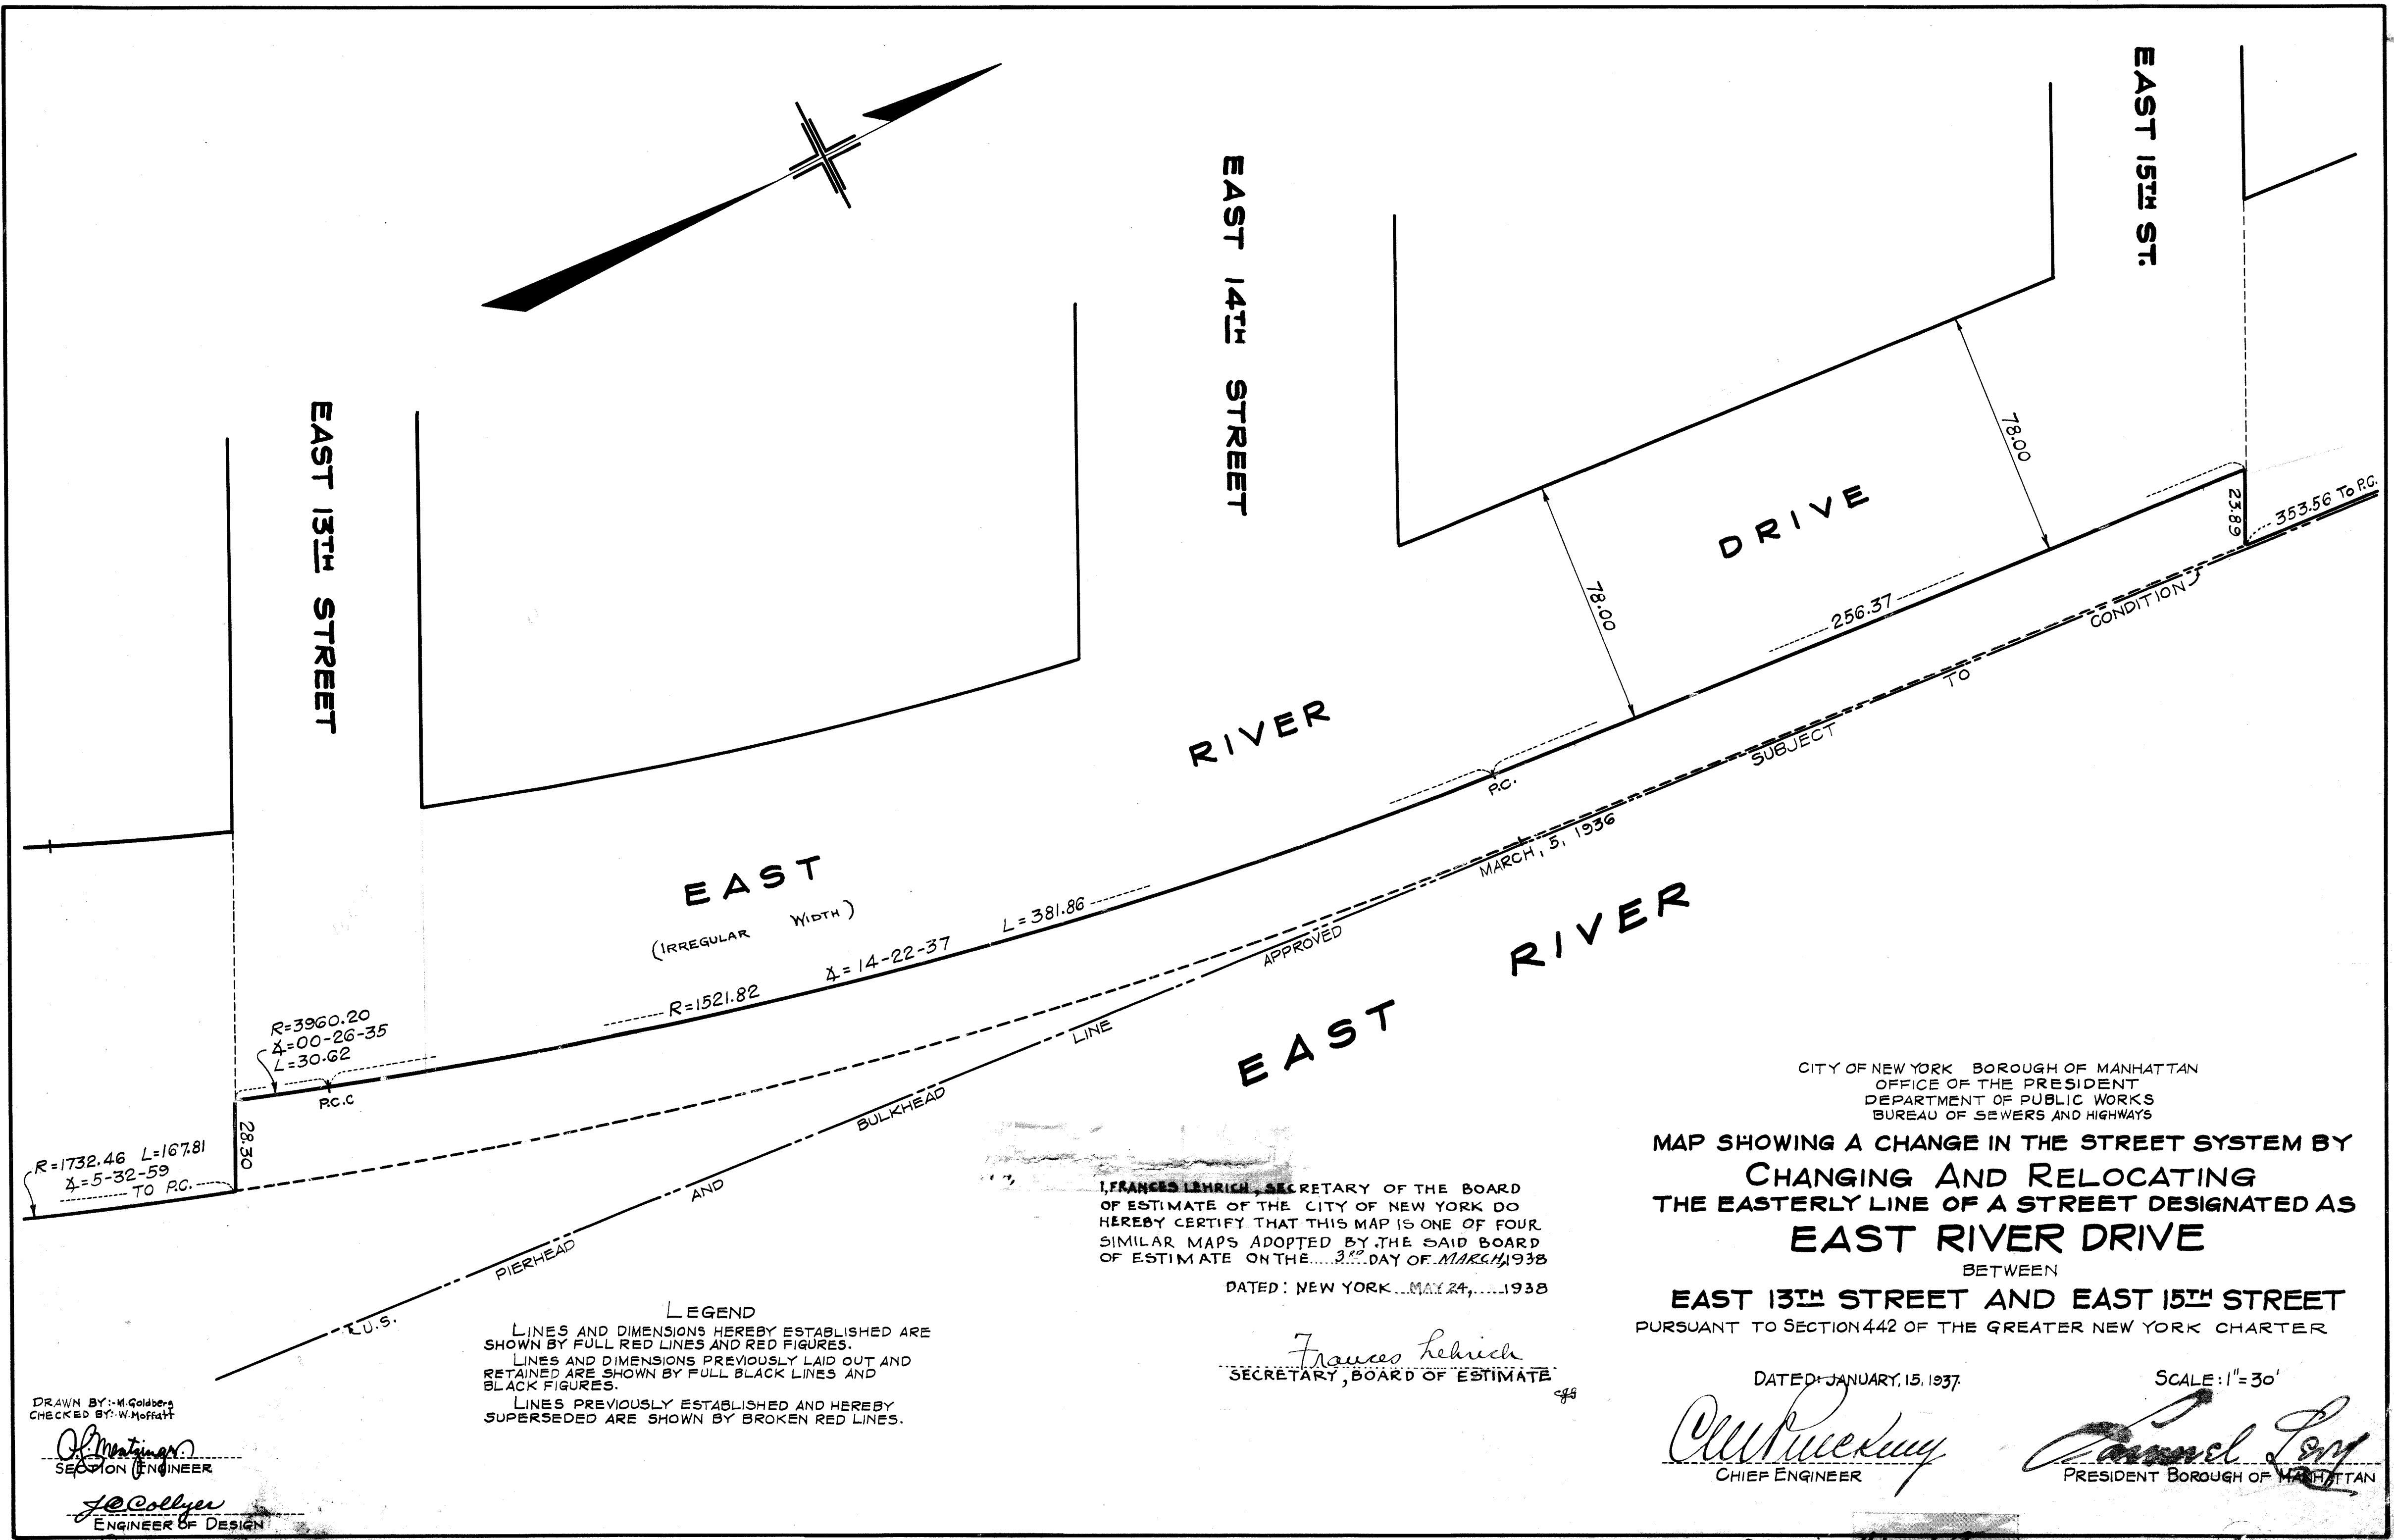 EAST 13TH STREET
EAST 14TH STREET
EAST 15TH ST.
78.00
78.00
DRIVE
RIVER
EAST
(IRREGULAR WIDTH)
23.89
353.56 TO P.C.
256.37
P.C.
L=381.86
∡=14-22-37
R=1521.82
R=3960.20
∡=00-26-35
L=30.62
P.C.C
28.30
R=1732.46 L=167.81
∡=5-32-59
TO P.C.
U.S. PIERHEAD AND BULKHEAD LINE APPROVED MARCH, 5, 1936 SUBJECT TO CONDITION
EAST RIVER
LEGEND
LINES AND DIMENSIONS HEREBY ESTABLISHED ARE
SHOWN BY FULL RED LINES AND RED FIGURES.
LINES AND DIMENSIONS PREVIOUSLY LAID OUT AND
RETAINED ARE SHOWN BY FULL BLACK LINES AND
BLACK FIGURES.
LINES PREVIOUSLY ESTABLISHED AND HEREBY
SUPERSEDED ARE SHOWN BY BROKEN RED LINES.
DRAWN BY:-M.Goldberg
CHECKED BY:-W.Moffatt
SECTION ENGINEER
J C Collyer
ENGINEER OF DESIGN
I, FRANCES LEHRICH, SECRETARY OF THE BOARD
OF ESTIMATE OF THE CITY OF NEW YORK DO
HEREBY CERTIFY THAT THIS MAP IS ONE OF FOUR
SIMILAR MAPS ADOPTED BY THE SAID BOARD
OF ESTIMATE ON THE 3RD DAY OF MARCH, 1938
DATED: NEW YORK MAY 24, 1938
Frances Lehrich
SECRETARY, BOARD OF ESTIMATE
CITY OF NEW YORK BOROUGH OF MANHATTAN
OFFICE OF THE PRESIDENT
DEPARTMENT OF PUBLIC WORKS
BUREAU OF SEWERS AND HIGHWAYS
MAP SHOWING A CHANGE IN THE STREET SYSTEM BY
CHANGING AND RELOCATING
THE EASTERLY LINE OF A STREET DESIGNATED AS
EAST RIVER DRIVE
BETWEEN
EAST 13TH STREET AND EAST 15TH STREET
PURSUANT TO SECTION 442 OF THE GREATER NEW YORK CHARTER
DATED: JANUARY, 15, 1937.
SCALE: 1"=30'
CHIEF ENGINEER
Samuel Levy
PRESIDENT BOROUGH OF MANHATTAN